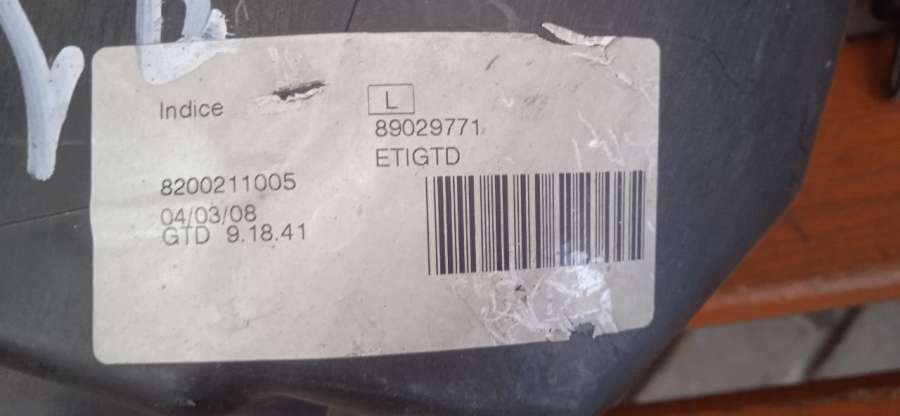 Indice
L
89029771
ETIGTD
8200211005
04/03/08
GTD 9.18.41